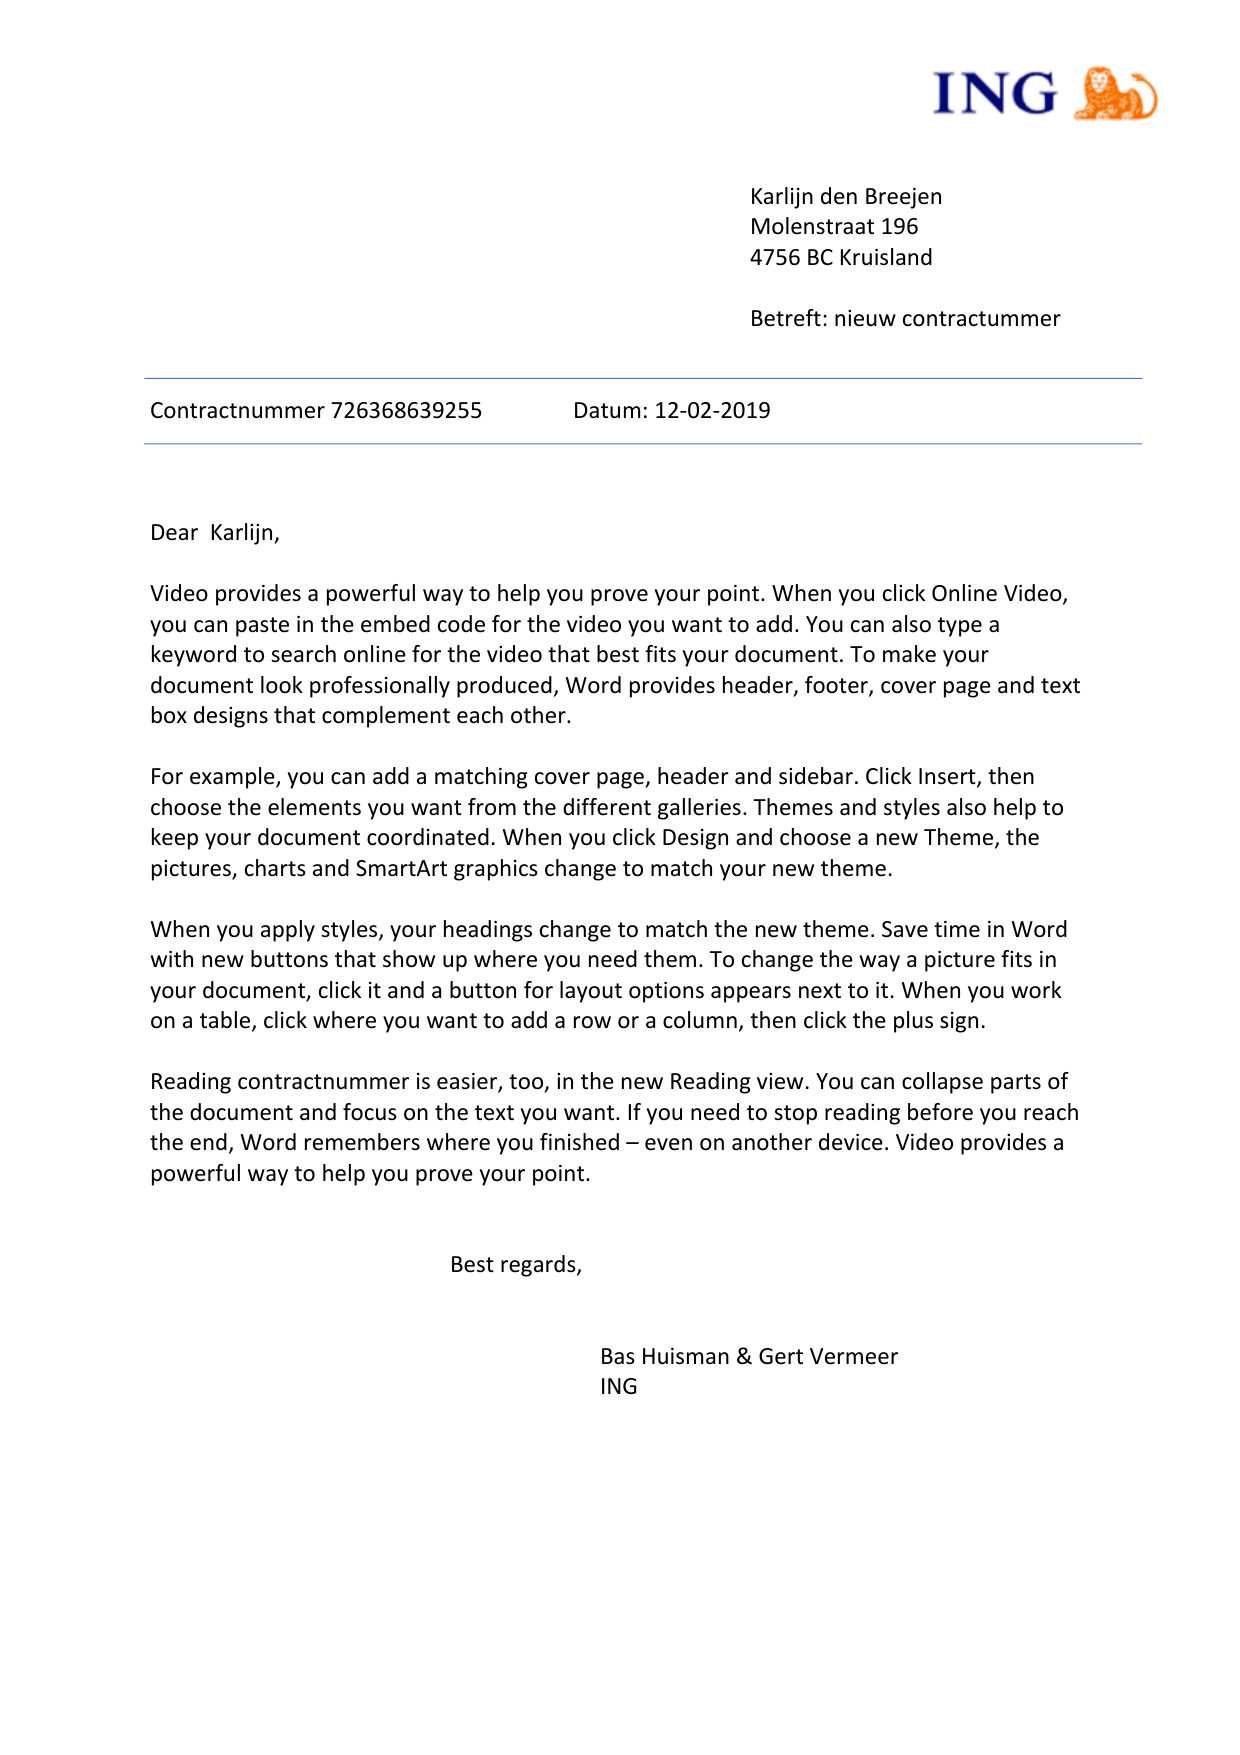 ING
Karlijn den Breejen
Molenstraat 196
4756 BC Kruisland
Betreft: nieuw contractummer
Contractnummer 726368639255 Datum: 12-02-2019
Dear  Karlijn,
Video provides a powerful way to help you prove your point. When you click Online Video,
you can paste in the embed code for the video you want to add. You can also type a
keyword to search online for the video that best fits your document. To make your
document look professionally produced, Word provides header, footer, cover page and text
box designs that complement each other.
For example, you can add a matching cover page, header and sidebar. Click Insert, then
choose the elements you want from the different galleries. Themes and styles also help to
keep your document coordinated. When you click Design and choose a new Theme, the
pictures, charts and SmartArt graphics change to match your new theme.
When you apply styles, your headings change to match the new theme. Save time in Word
with new buttons that show up where you need them. To change the way a picture fits in
your document, click it and a button for layout options appears next to it. When you work
on a table, click where you want to add a row or a column, then click the plus sign.
Reading contractnummer is easier, too, in the new Reading view. You can collapse parts of
the document and focus on the text you want. If you need to stop reading before you reach
the end, Word remembers where you finished – even on another device. Video provides a
powerful way to help you prove your point.
Best regards,
Bas Huisman & Gert Vermeer
ING